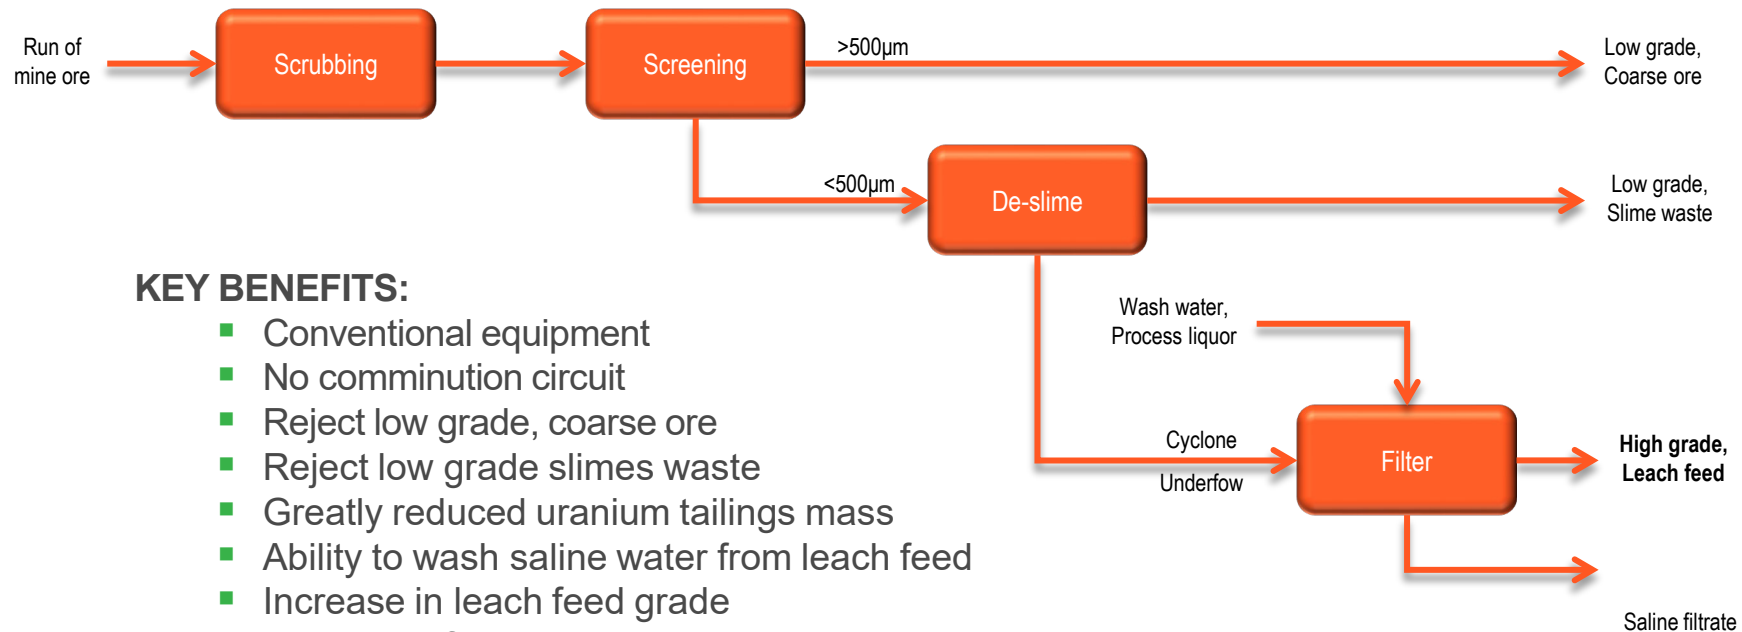 Run of
mine ore
Scrubbing
Screening
>500µm
Low grade,
Coarse ore
<500µm
De-slime
Low grade,
Slime waste
KEY BENEFITS:
Conventional equipment
No comminution circuit
Reject low grade, coarse ore
Reject low grade slimes waste
Greatly reduced uranium tailings mass
Ability to wash saline water from leach feed
Increase in leach feed grade
Wash water,
Process liquor
Cyclone
Underfow
Filter
High grade,
Leach feed
Saline filtrate